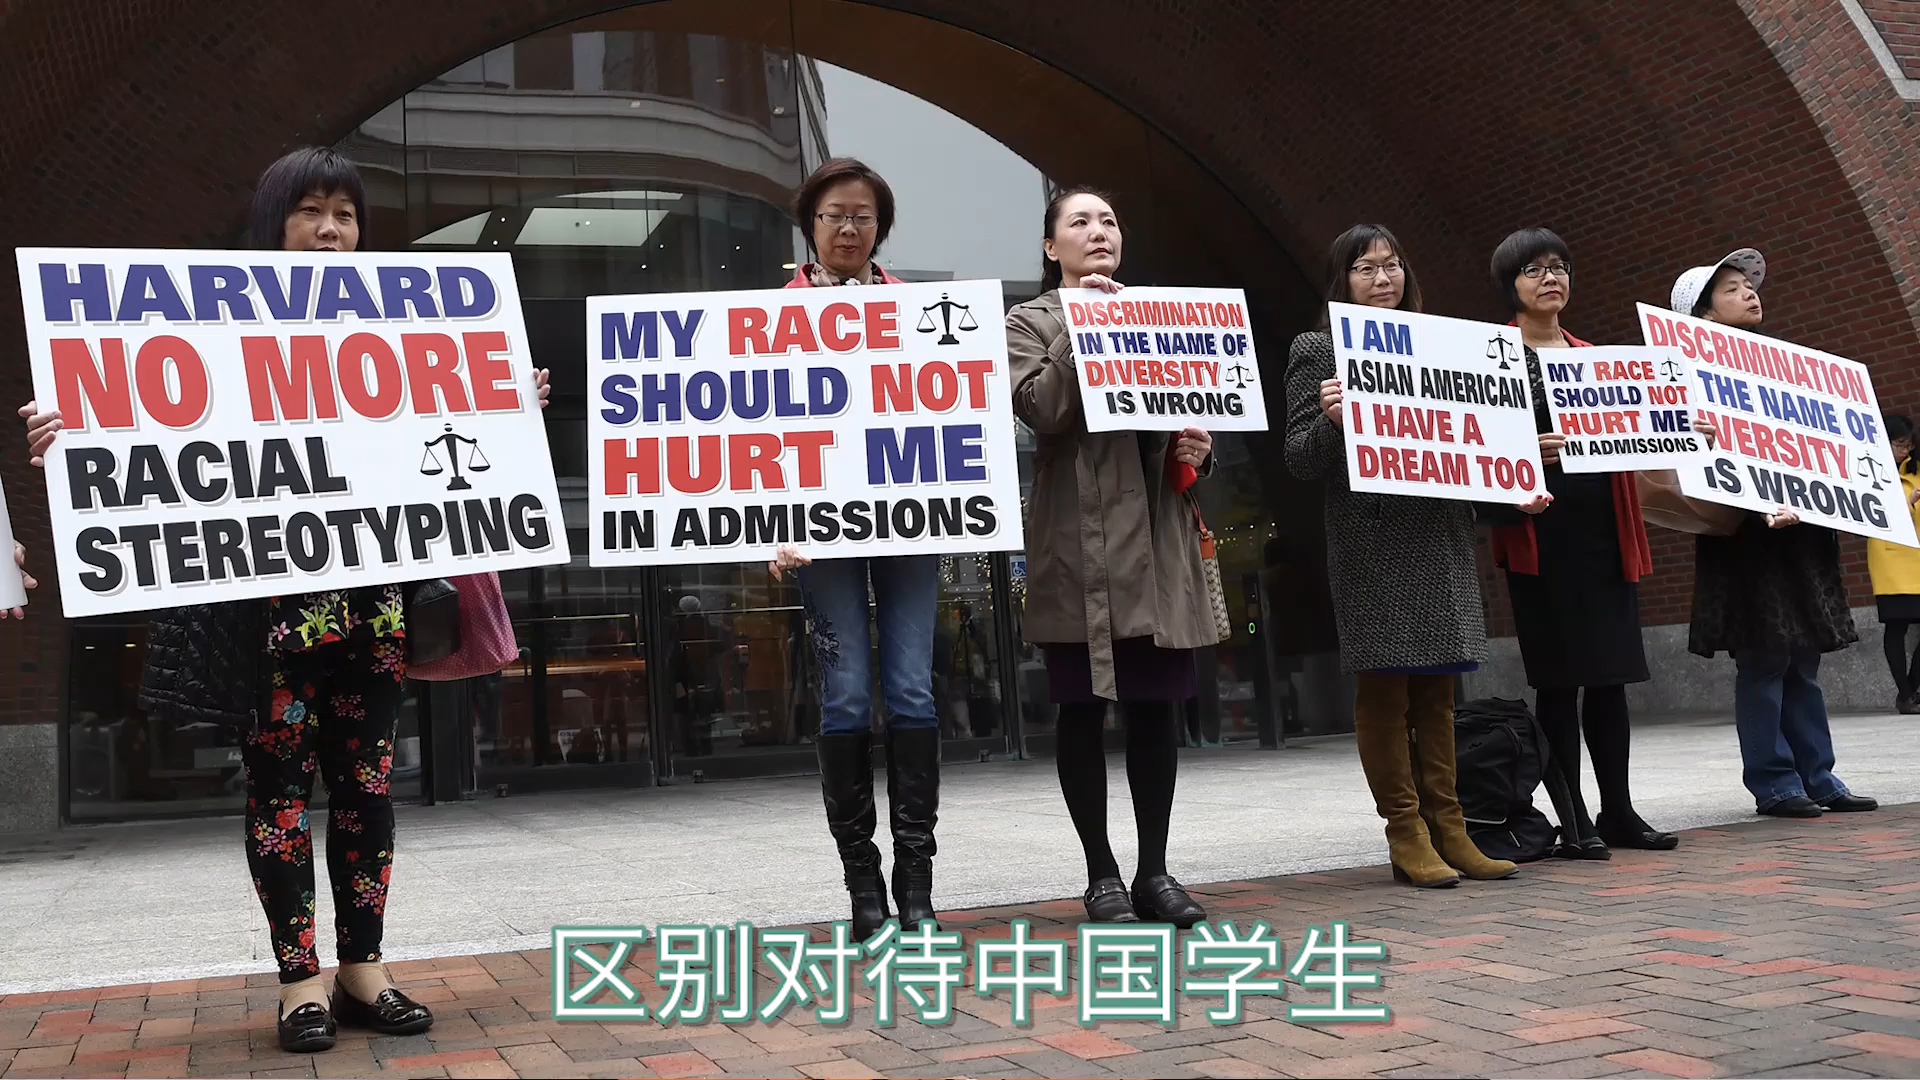 HARVARD
NO MORE
RACIAL
STEREOTYPING
MY RACE
SHOULD NOT
HURT ME
IN ADMISSIONS
DISCRIMINATION
IN THE NAME OF
DIVERSITY
IS WRONG
I AM
ASIAN AMERICAN
I HAVE A
DREAM TOO
MY RACE
SHOULD NOT
HURT ME
IN ADMISSIONS
DISCRIMINATION
THE NAME OF
VERSITY
IS WRONG
区别对待中国学生